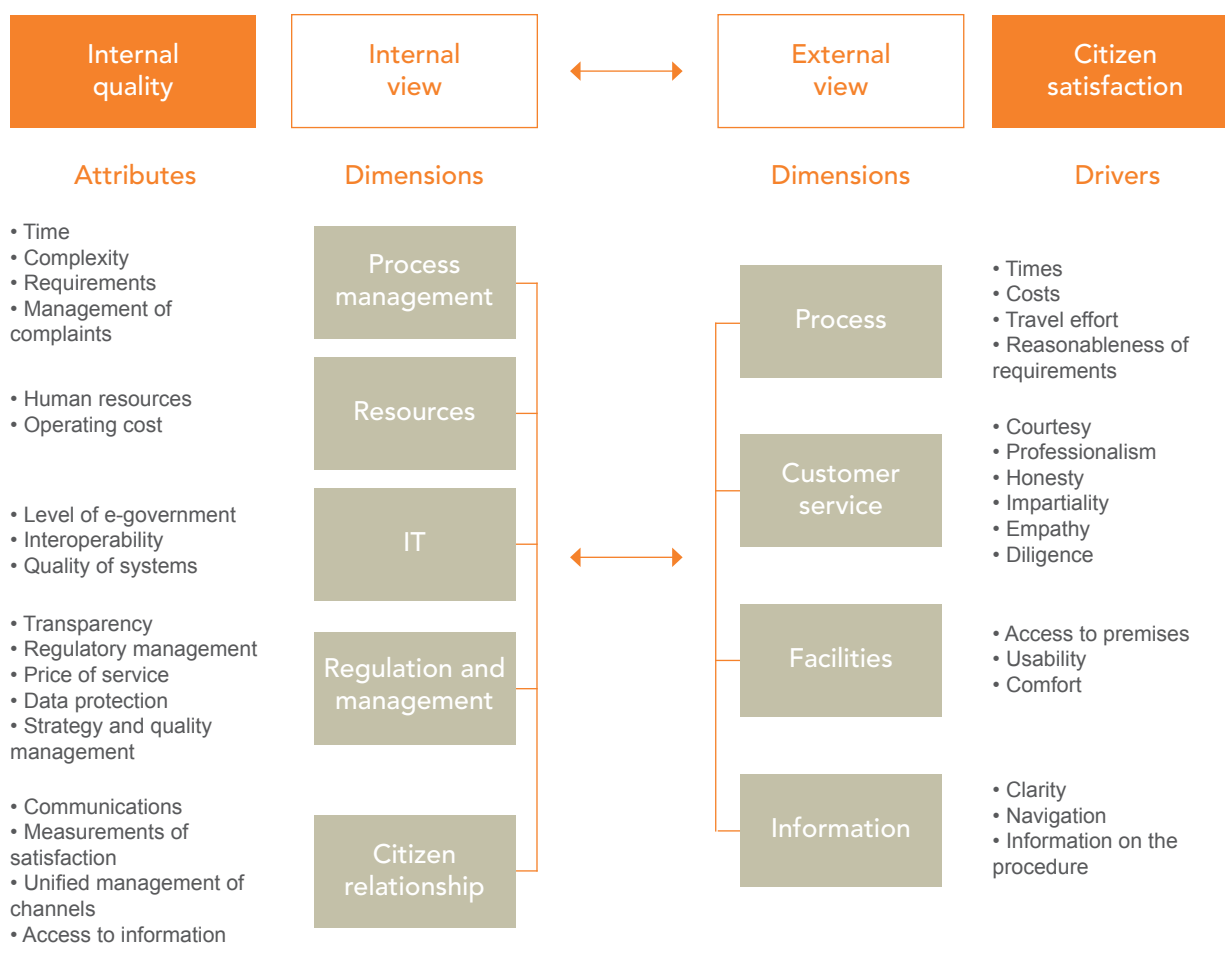 Internal
quality
Internal
view
External
view
Citizen
satisfaction
Attributes
Dimensions
Dimensions
Drivers
• Time
• Complexity
• Requirements
• Management of
complaints
Process
management
• Human resources
• Operating cost
Resources
• Level of e-government
• Interoperability
• Quality of systems
IT
• Transparency
• Regulatory management
• Price of service
• Data protection
• Strategy and quality
management
Regulation and
management
• Communications
• Measurements of
satisfaction
• Unified management of
channels
• Access to information
Citizen
relationship
Process
• Times
• Costs
• Travel effort
• Reasonableness of
requirements
Customer
service
• Courtesy
• Professionalism
• Honesty
• Impartiality
• Empathy
• Diligence
Facilities
• Access to premises
• Usability
• Comfort
Information
• Clarity
• Navigation
• Information on the
procedure